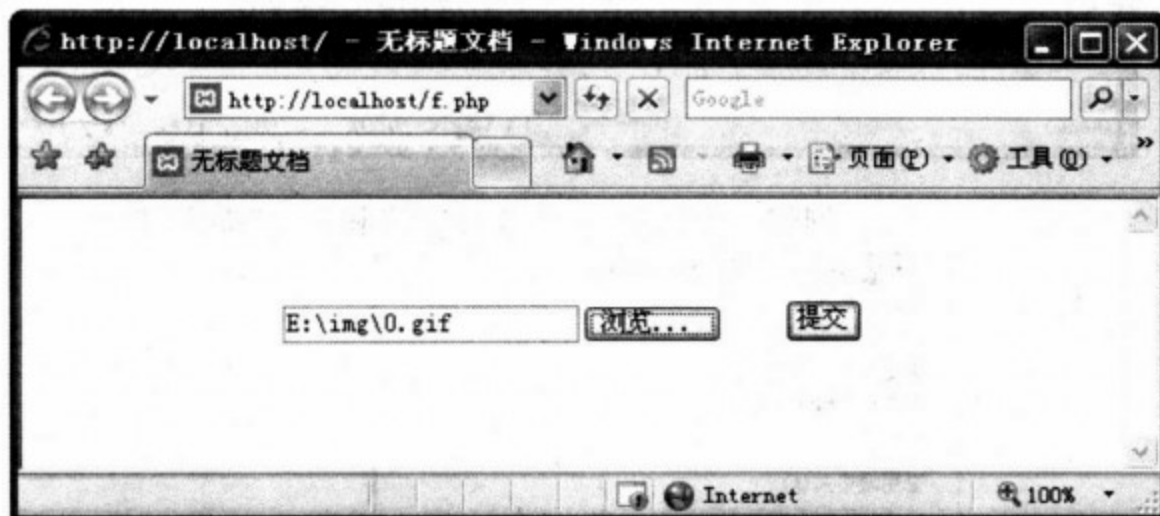 http://localhost/ - 无标题文档 - Windows Internet Explorer
http://localhost/f.php
Google
无标题文档
页面(P)
工具(O)
»
E:\img\0.gif
浏览...
提交
Internet
100%